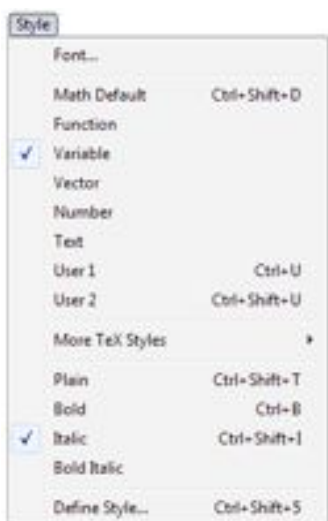 Style
Font...
Math Default Ctrl+Shift+D
Function
Variable
Vector
Number
Text
User 1 Ctrl+U
User 2 Ctrl+Shift+U
More TeX Styles
Plain Ctrl+Shift+T
Bold Ctrl+B
Italic Ctrl+Shift+I
Bold Italic
Define Style... Ctrl+Shift+5